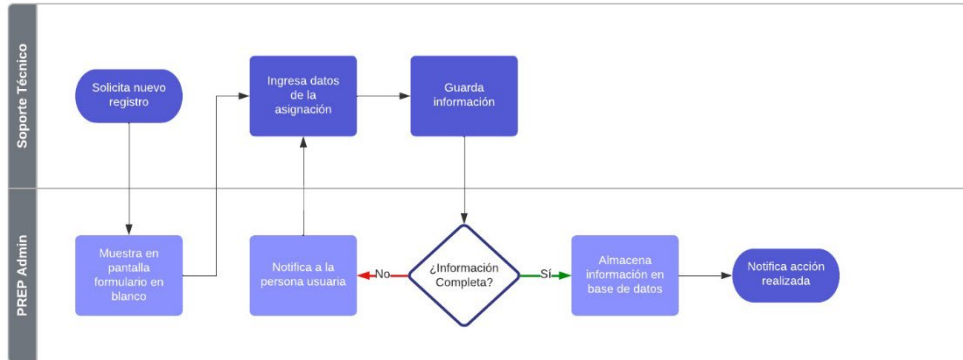 Soporte Técnico
Solicita nuevo
registro
Ingresa datos
de la
asignación
Guarda
información
PREP Admin
Muestra en
pantalla
formulario en
blanco
Notifica a la
persona usuaria
No
¿Información
Completa?
Sí
Almacena
información en
base de datos
Notifica acción
realizada